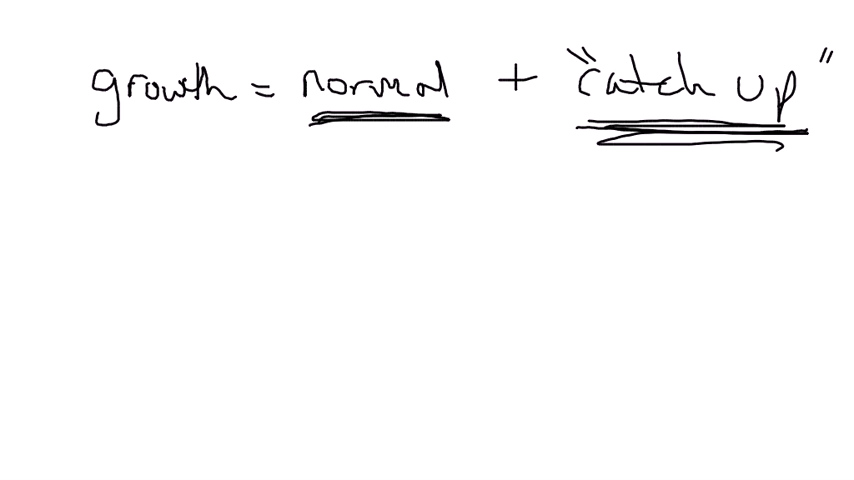 growth = normal + "catch up"